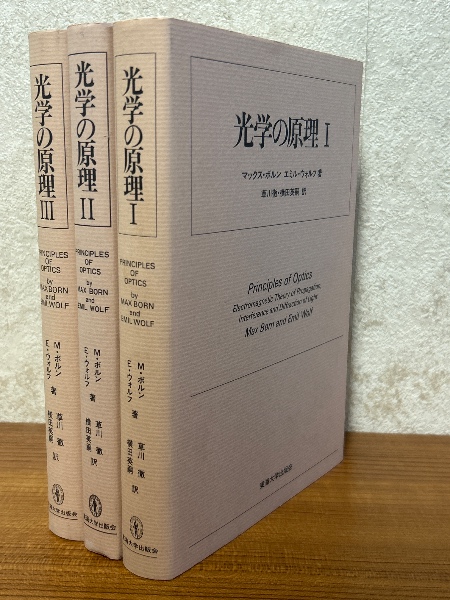 光学の原理 III
PRINCIPLES
OF
OPTICS
by
MAX BORN
and
EMIL WOLF
M・ボルン
E・ウォルフ 著
草川 徹
横田英嗣 訳
東海大学出版会
光学の原理 II
PRINCIPLES
OF
OPTICS
by
MAX BORN
and
EMIL WOLF
M・ボルン
E・ウォルフ 著
草川 徹
横田英嗣 訳
東海大学出版会
光学の原理 I
PRINCIPLES
OF
OPTICS
by
MAX BORN
and
EMIL WOLF
M・ボルン
E・ウォルフ 著
草川 徹
横田英嗣 訳
東海大学出版会
光学の原理 I
マックス・ボルン エミル・ウォルフ 著
草川徹・横田英嗣 訳
Principles of Optics
Electromagnetic Theory of Propagation,
Interference and Diffraction of Light
Max Born and Emil Wolf
東海大学出版会